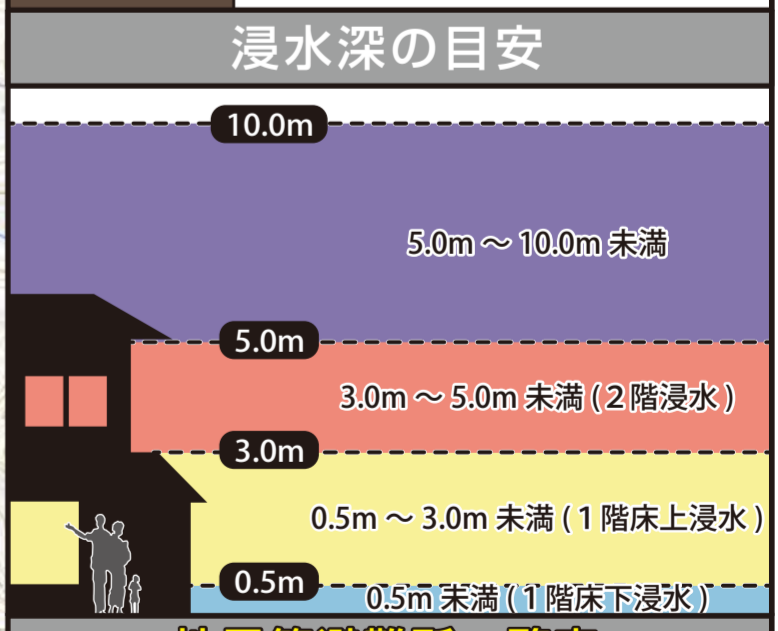 浸水深の目安
10.0m
5.0m ～ 10.0m 未満
5.0m
3.0m ～ 5.0m 未満 ( 2 階浸水 )
3.0m
0.5m ～ 3.0m 未満 ( 1 階床上浸水 )
0.5m
0.5m 未満 ( 1 階床下浸水 )